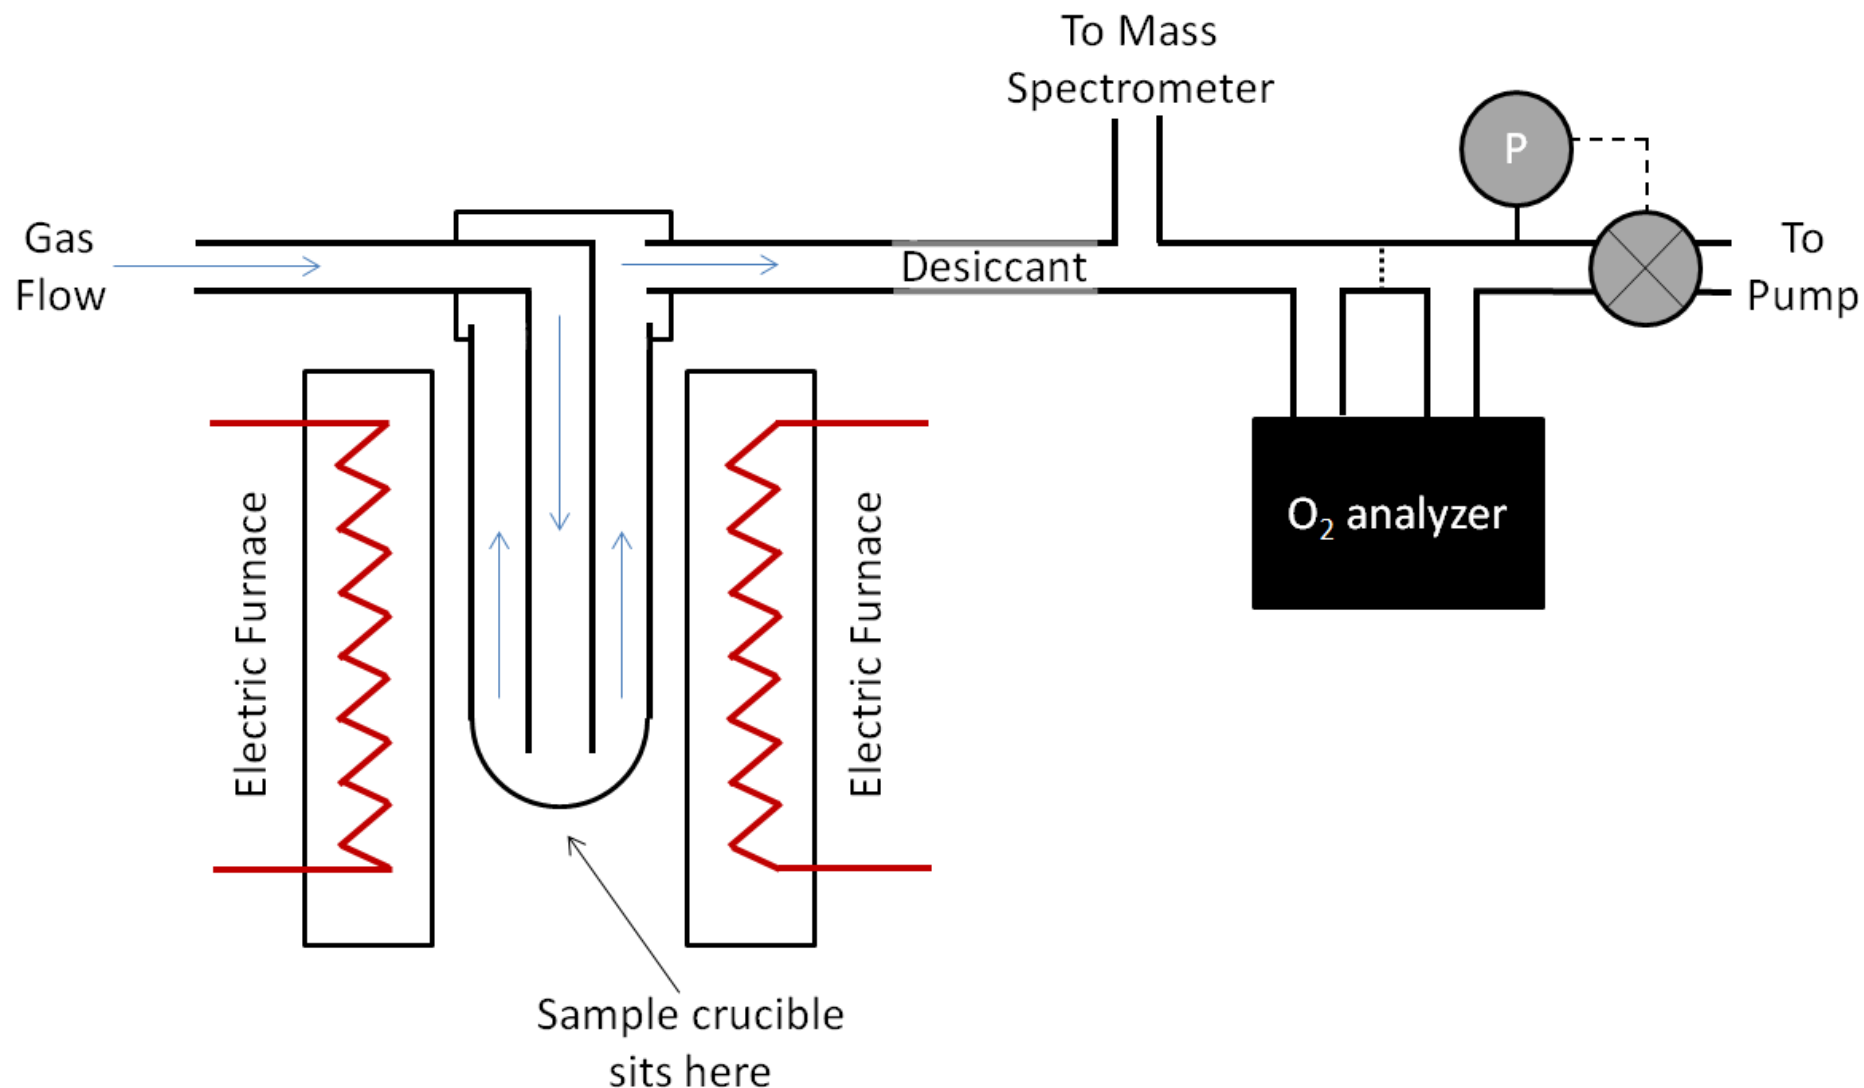 To Mass
Spectrometer
P
Gas
Flow
Desiccant
To
Pump
Electric Furnace
Electric Furnace
O₂ analyzer
Sample crucible
sits here